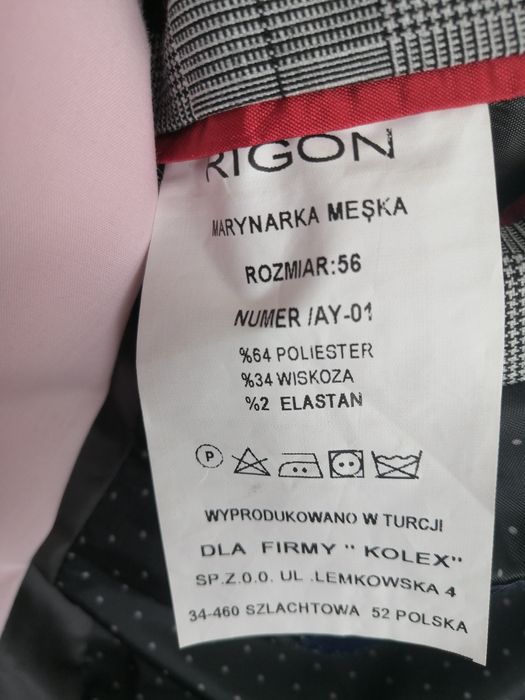 RIGON
MARYNARKA MEŞKA
ROZMIAR:56
NUMER /AY-01
%64 POLIESTER
%34 WISKOZA
%2 ELASTAN
P
WYPRODUKOWANO W TURCJI
DLA FIRMY " KOLEX"
SP.Z.O.O. UL .LEMKOWSKA 4
34-460 SZLACHTOWA 52 POLSKA